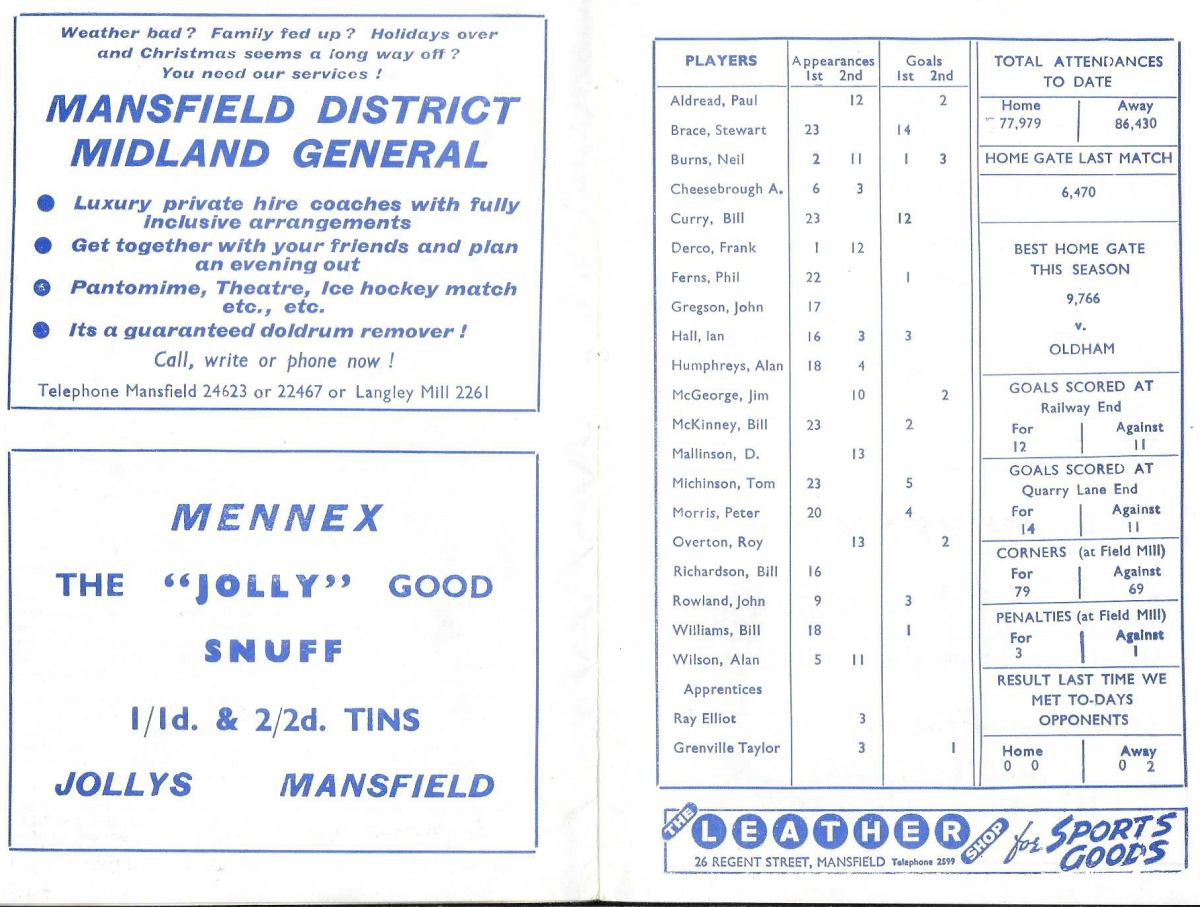 Weather bad? Family fed up? Holidays over
and Christmas seems a long way off?
You need our services!
MANSFIELD DISTRICT
MIDLAND GENERAL
● Luxury private hire coaches with fully
inclusive arrangements
● Get together with your friends and plan
an evening out
● Pantomime, Theatre, Ice hockey match
etc., etc.
● Its a guaranteed doldrum remover!
Call, write or phone now!
Telephone Mansfield 24623 or 22467 or Langley Mill 2261
MENNEX
THE "JOLLY" GOOD
SNUFF
1/1d. & 2/2d. TINS
JOLLYS MANSFIELD
PLAYERS Appearances Goals
1st 2nd 1st 2nd
Aldread, Paul 12 2
Brace, Stewart 23 14
Burns, Neil 2 11 1 3
Cheesebrough A. 6 3
Curry, Bill 23 12
Derco, Frank 1 12
Ferns, Phil 22 1
Gregson, John 17
Hall, Ian 16 3 3
Humphreys, Alan 18 4
McGeorge, Jim 10 2
McKinney, Bill 23 2
Mallinson, D. 13
Michinson, Tom 23 5
Morris, Peter 20 4
Overton, Roy 13 2
Richardson, Bill 16
Rowland, John 9 3
Williams, Bill 18 1
Wilson, Alan 5 11
Apprentices
Ray Elliot 3
Grenville Taylor 3 1
TOTAL ATTENDANCES
TO DATE
Home Away
77,979 86,430
HOME GATE LAST MATCH
6,470
BEST HOME GATE
THIS SEASON
9,766
v.
OLDHAM
GOALS SCORED AT
Railway End
For Against
12 11
GOALS SCORED AT
Quarry Lane End
For Against
14 11
CORNERS (at Field Mill)
For Against
79 69
PENALTIES (at Field Mill)
For Against
3 1
RESULT LAST TIME WE
MET TO-DAYS
OPPONENTS
Home Away
0 0 0 2
THE LEATHER SHOP for SPORTS GOODS
26 REGENT STREET, MANSFIELD Telephone 2599